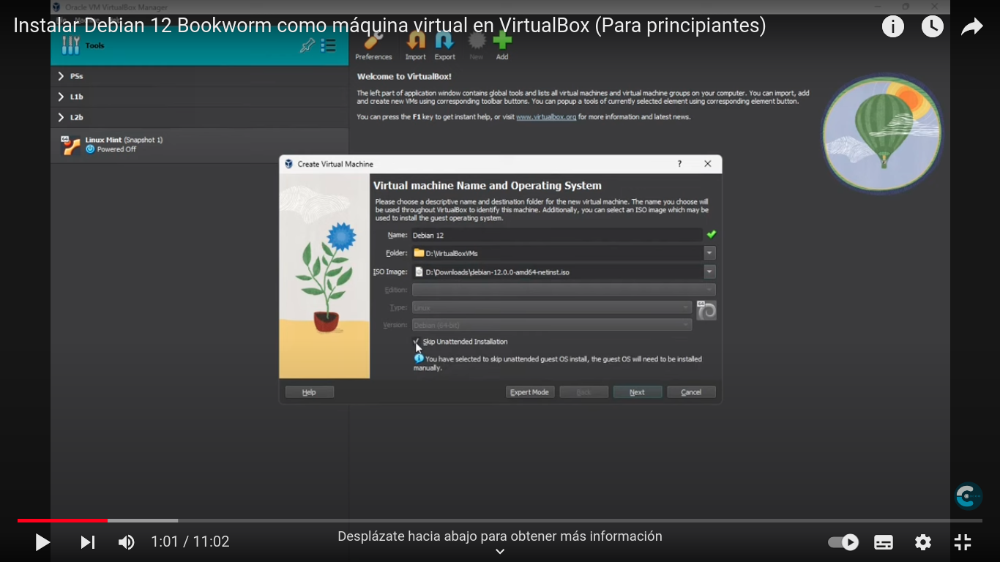 Oracle VM VirtualBox Manager
Instalar Debian 12 Bookworm como máquina virtual en VirtualBox (Para principiantes)
Tools
Preferences
Import
Export
New
Add
PSs
L1b
L2b
Linux Mint (Snapshot 1)
Powered Off
Welcome to VirtualBox!
The left part of application window contains global tools and lists all virtual machines and virtual machine groups on your computer. You can import, add
and create new VMs using corresponding toolbar buttons. You can popup a tools of currently selected element using corresponding element button.
You can press the F1 key to get instant help, or visit www.virtualbox.org for more information and latest news.
Create Virtual Machine
?
Virtual machine Name and Operating System
Please choose a descriptive name and destination folder for the new virtual machine. The name you choose will
be used throughout VirtualBox to identify this machine. Additionally, you can select an ISO image which may be
used to install the guest operating system.
Name: Debian 12
Folder: D:\VirtualBoxVMs
ISO Image: D:\Downloads\debian-12.0.0-amd64-netinst.iso
Edition:
Type: Linux
64
Version: Debian (64-bit)
Skip Unattended Installation
You have selected to skip unattended guest OS install, the guest OS will need to be installed
manually.
Help
Expert Mode
Back
Next
Cancel
1:01 / 11:02
Desplázate hacia abajo para obtener más información